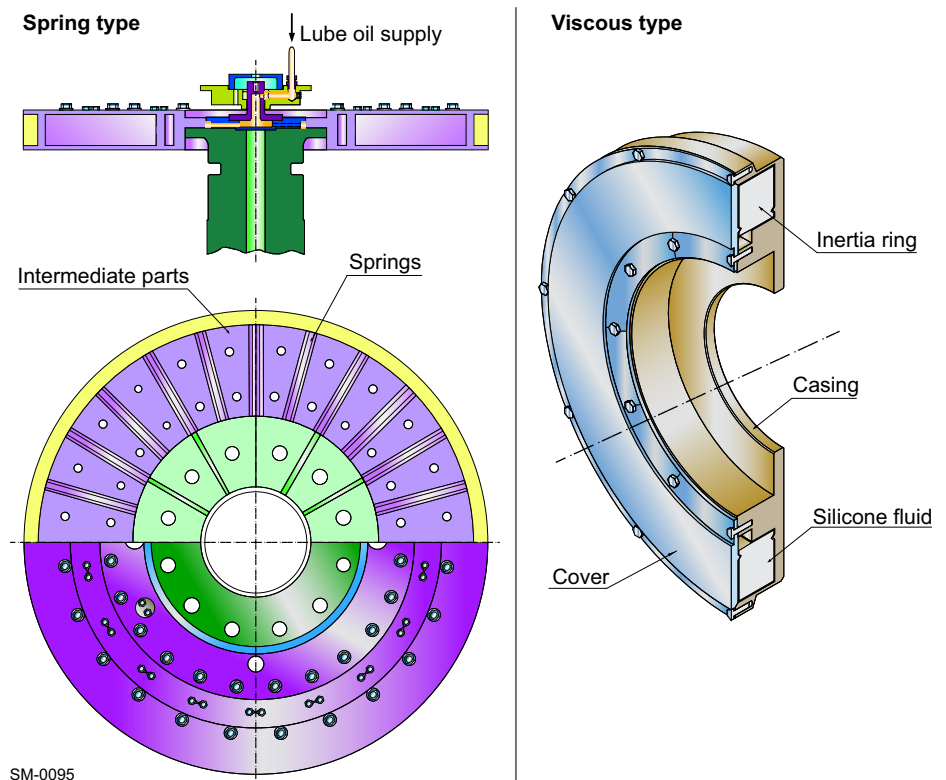 Spring type
Lube oil supply
Intermediate parts
Springs
SM-0095
Viscous type
Inertia ring
Casing
Silicone fluid
Cover